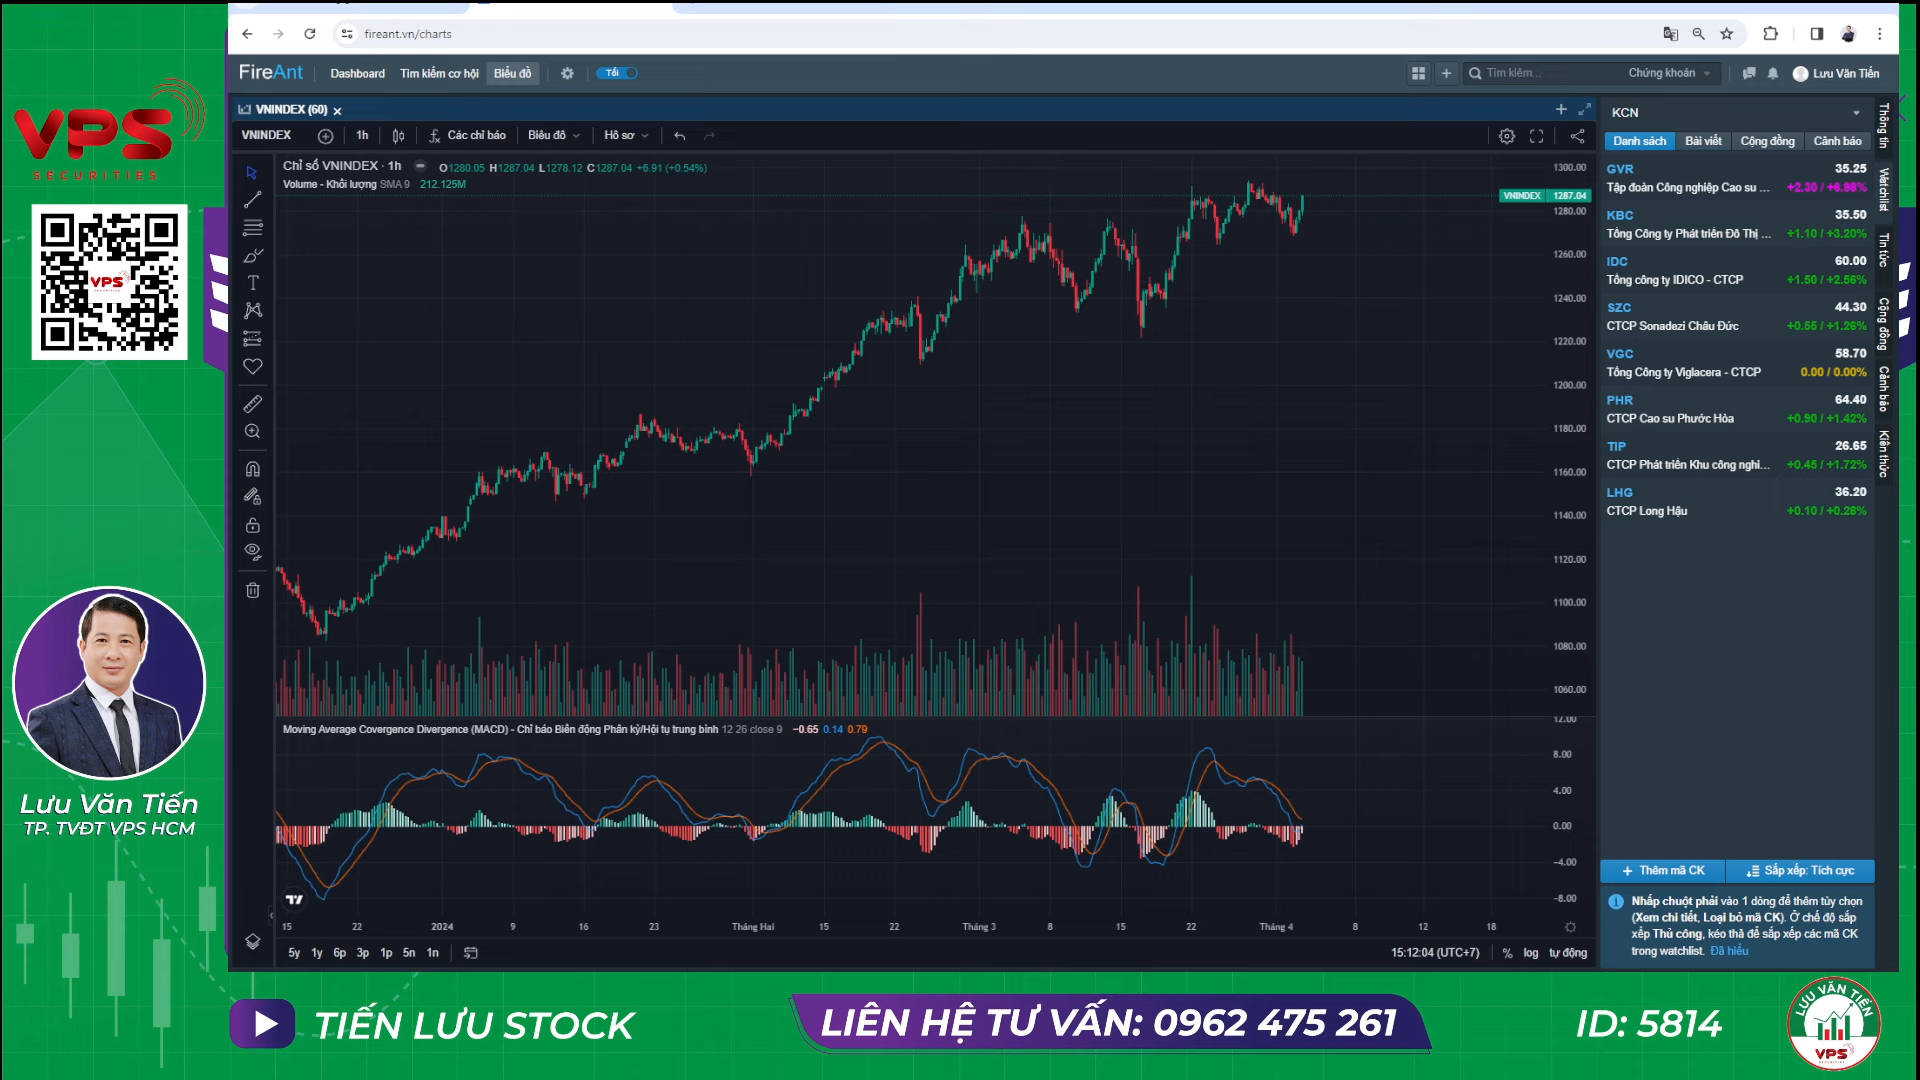 fireant.vn/charts
FireAnt
Dashboard
Tìm kiếm cơ hội
Biểu đồ
Tối
Tìm kiếm...
Chứng khoán
Lưu Văn Tiến
VNINDEX (60)
VNINDEX
1h
Các chỉ báo
Biểu đồ
Hồ sơ
Chỉ số VNINDEX · 1h
O1280.05 H1287.04 L1278.12 C1287.04 +6.91 (+0.54%)
Volume - Khối lượng SMA 9 212.125M
VNINDEX 1287.04
1300.00
1280.00
1260.00
1240.00
1220.00
1200.00
1180.00
1160.00
1140.00
1120.00
1100.00
1080.00
1060.00
Moving Average Covergence Divergence (MACD) - Chỉ báo Biến động Phân kỳ/Hội tụ trung bình 12 26 close 9 −0.65 0.14 0.79
12.00
8.00
4.00
0.00
−4.00
−8.00
15 22 2024 9 16 23 Tháng Hai 15 22 Tháng 3 8 15 22 Tháng 4 8 12 18
5y 1y 6p 3p 1p 5n 1n
15:12:04 (UTC+7) % log tự động
KCN
Danh sách
Bài viết
Cộng đồng
Cảnh báo
GVR 35.25
Tập đoàn Công nghiệp Cao su ... +2.30 / +6.98%
KBC 35.50
Tổng Công ty Phát triển Đô Thị ... +1.10 / +3.20%
IDC 60.00
Tổng công ty IDICO - CTCP +1.50 / +2.56%
SZC 44.30
CTCP Sonadezi Châu Đức +0.55 / +1.26%
VGC 58.70
Tổng Công ty Viglacera - CTCP 0.00 / 0.00%
PHR 64.40
CTCP Cao su Phước Hòa +0.90 / +1.42%
TIP 26.65
CTCP Phát triển Khu công nghi... +0.45 / +1.72%
LHG 36.20
CTCP Long Hậu +0.10 / +0.28%
Thêm mã CK
Sắp xếp: Tích cực
Nhấp chuột phải vào 1 dòng để thêm tùy chọn
(Xem chi tiết, Loại bỏ mã CK). Ở chế độ sắp
xếp Thủ công, kéo thả để sắp xếp các mã CK
trong watchlist. Đã hiểu
Thông tin
Watchlist
Tin tức
Cộng đồng
Cảnh báo
Kiến thức
VPS
SECURITIES
VPS
Lưu Văn Tiến
TP. TVĐT VPS HCM
TIẾN LƯU STOCK
LIÊN HỆ TƯ VẤN: 0962 475 261
ID: 5814
LƯU VĂN TIẾN
VPS